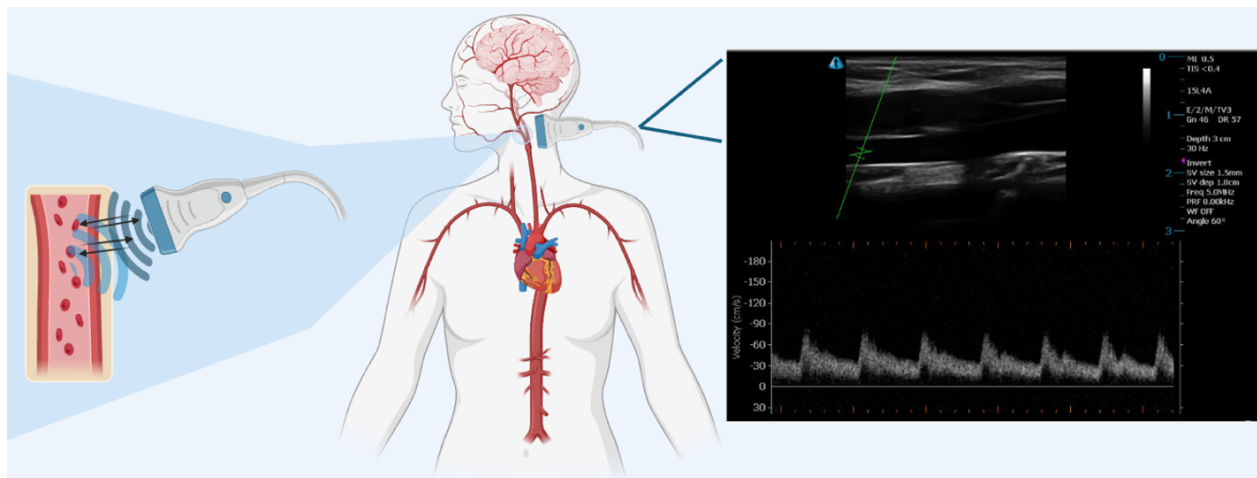 0
1
2
3
MI 0.5
TIS <0.4
15L4A
E/2/M/TV3
Gn 46 DR 57
Depth 3 cm
30 Hz
Invert
SV size 1.5mm
SV dep 1.8cm
Freq 5.0MHz
PRF 8.00kHz
WF OFF
Angle 60°
Velocity (cm/s)
-180
-150
-120
-90
-60
-30
0
30